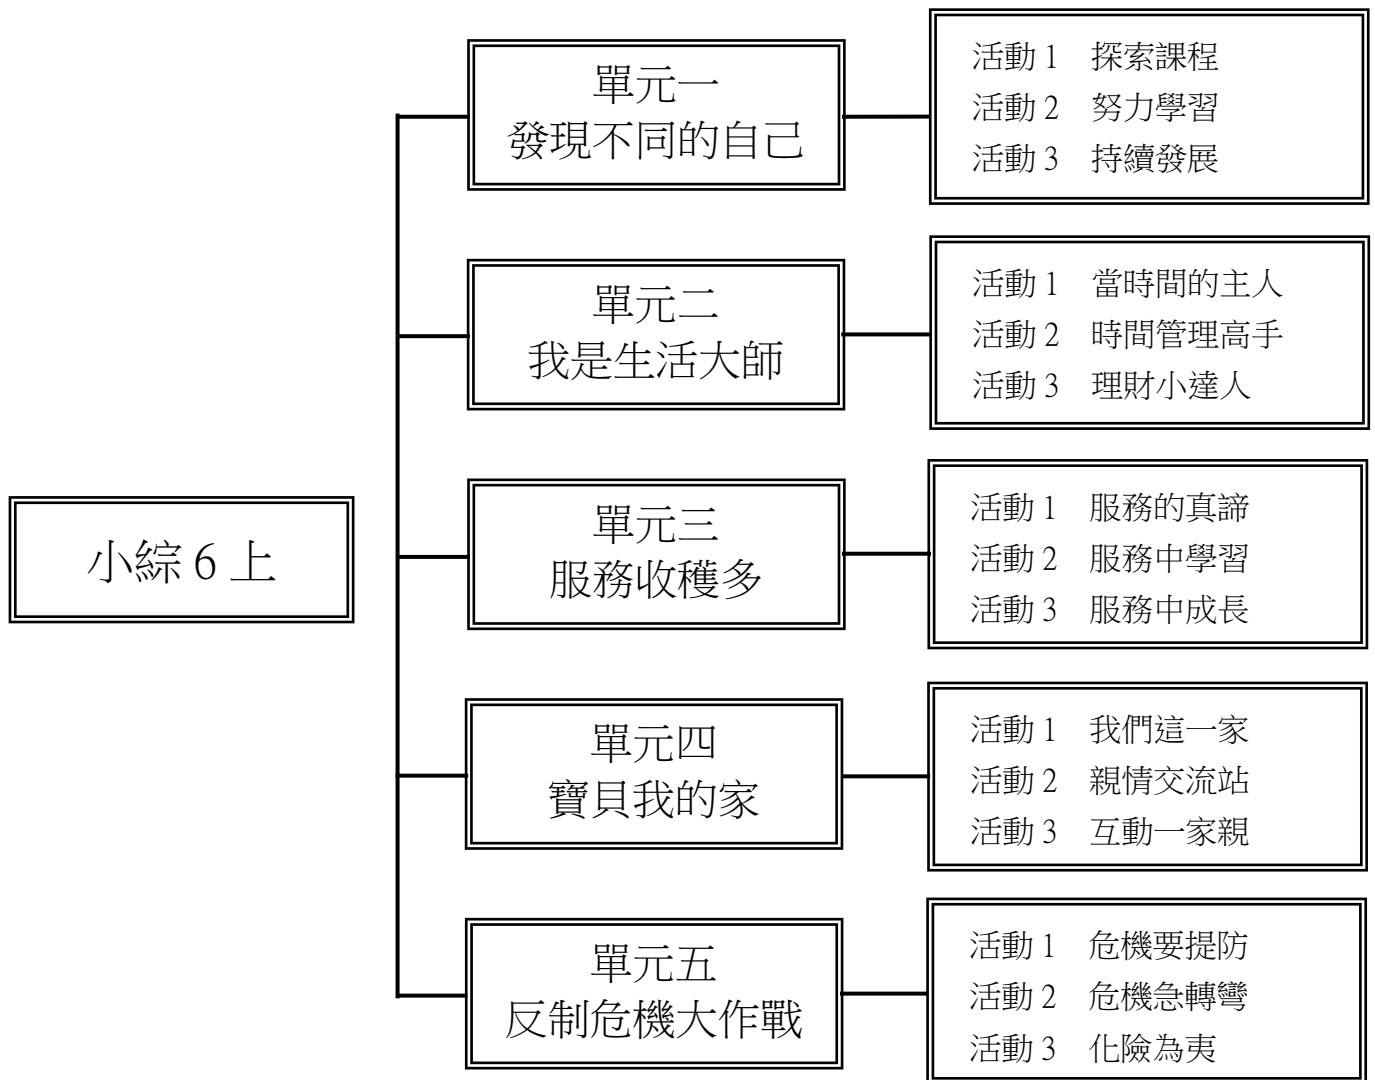 小綜 6 上
單元一
發現不同的自己
活動 1　探索課程
活動 2　努力學習
活動 3　持續發展
單元二
我是生活大師
活動 1　當時間的主人
活動 2　時間管理高手
活動 3　理財小達人
單元三
服務收穫多
活動 1　服務的真諦
活動 2　服務中學習
活動 3　服務中成長
單元四
寶貝我的家
活動 1　我們這一家
活動 2　親情交流站
活動 3　互動一家親
單元五
反制危機大作戰
活動 1　危機要提防
活動 2　危機急轉彎
活動 3　化險為夷